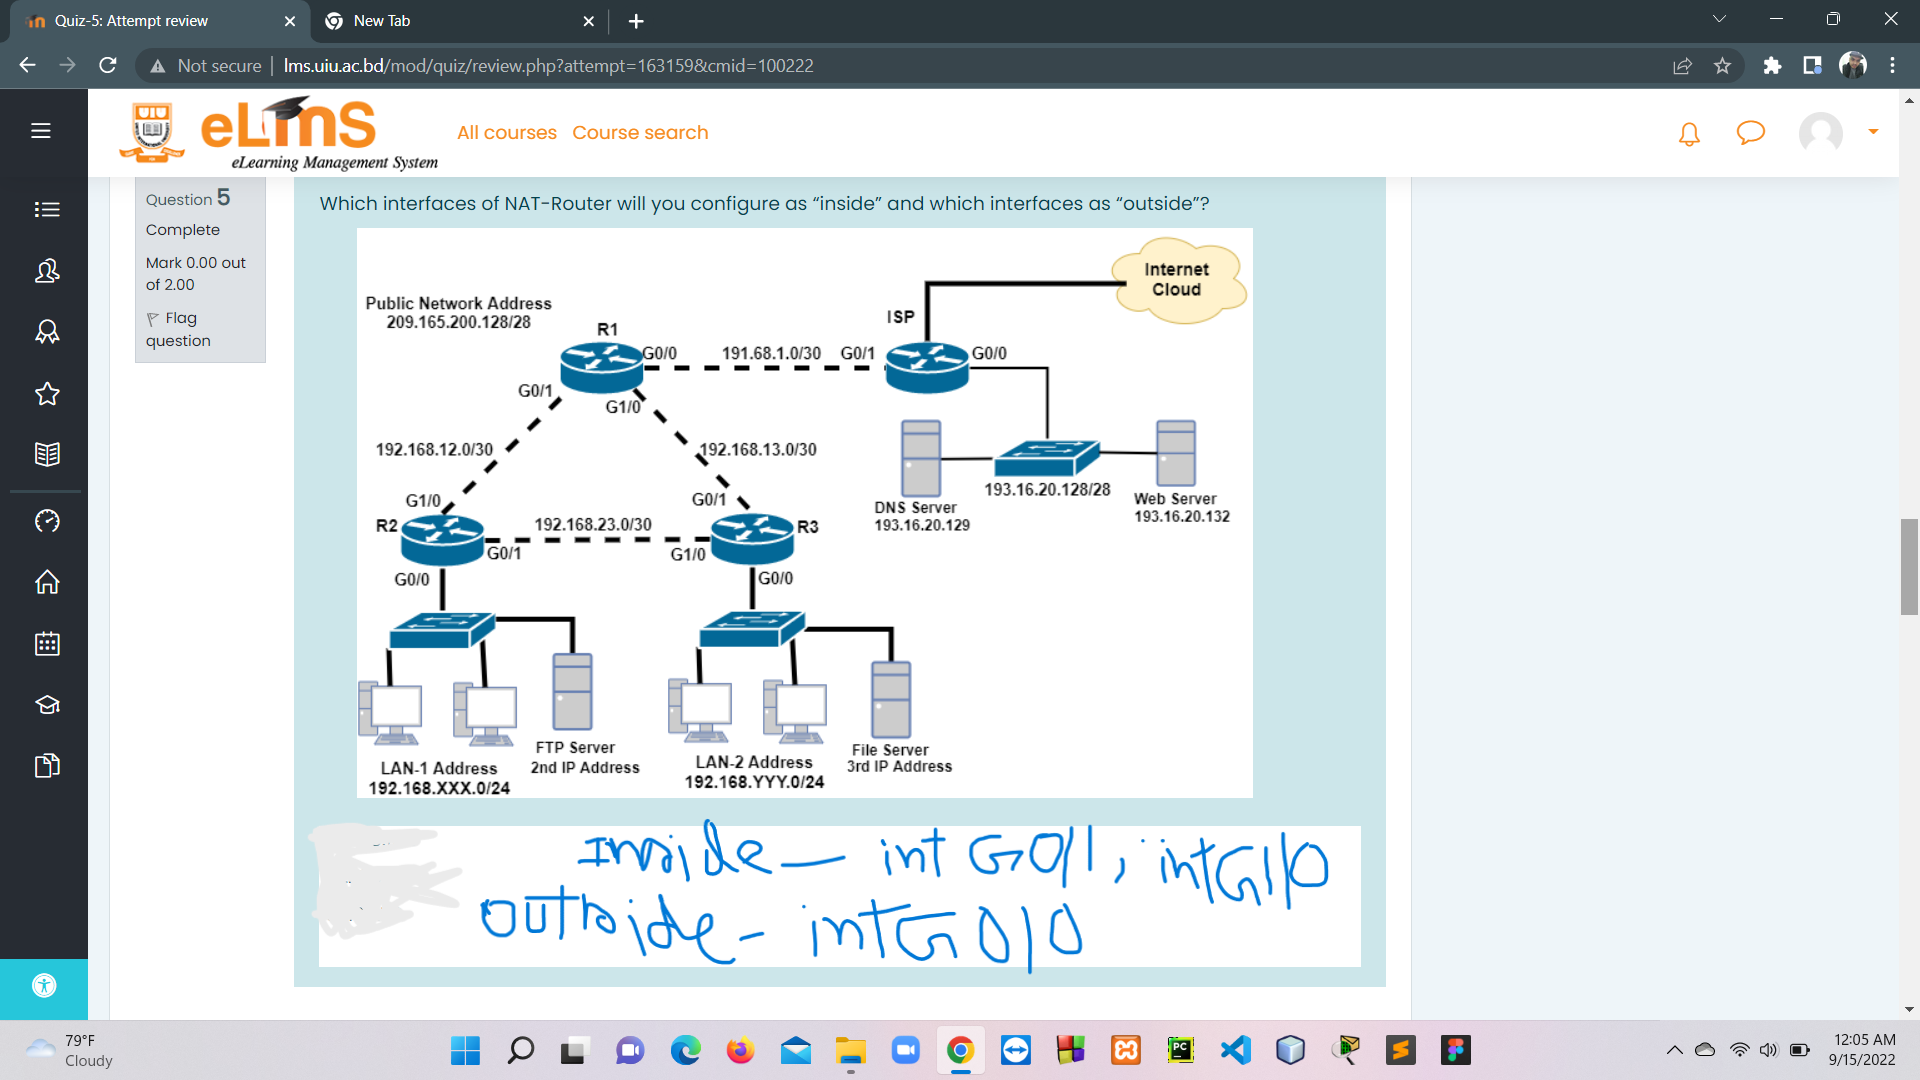 Quiz-5: Attempt review
New Tab
Not secure
lms.uiu.ac.bd/mod/quiz/review.php?attempt=163159&cmid=100222
UIU
eLmS
eLearning Management System
All courses
Course search
Question 5
Complete
Mark 0.00 out
of 2.00
Flag
question
Which interfaces of NAT-Router will you configure as “inside” and which interfaces as “outside”?
Internet
Cloud
Public Network Address
209.165.200.128/28
R1
ISP
G0/0
191.68.1.0/30
G0/1
G0/0
G0/1
G1/0
192.168.12.0/30
192.168.13.0/30
G1/0
G0/1
193.16.20.128/28
DNS Server
193.16.20.129
Web Server
193.16.20.132
R2
192.168.23.0/30
R3
G0/1
G1/0
G0/0
G0/0
FTP Server
2nd IP Address
File Server
3rd IP Address
LAN-1 Address
192.168.XXX.0/24
LAN-2 Address
192.168.YYY.0/24
Inside — int G0/1, int G1/0
outside - int G0/0
79°F
Cloudy
PC
12:05 AM
9/15/2022